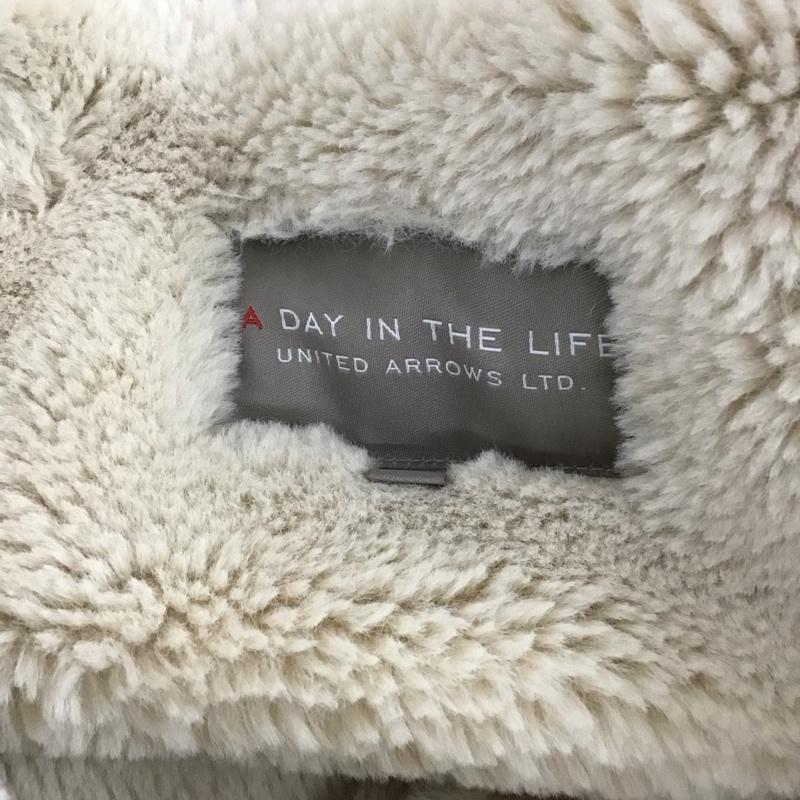 A DAY IN THE LIFE
UNITED ARROWS LTD.